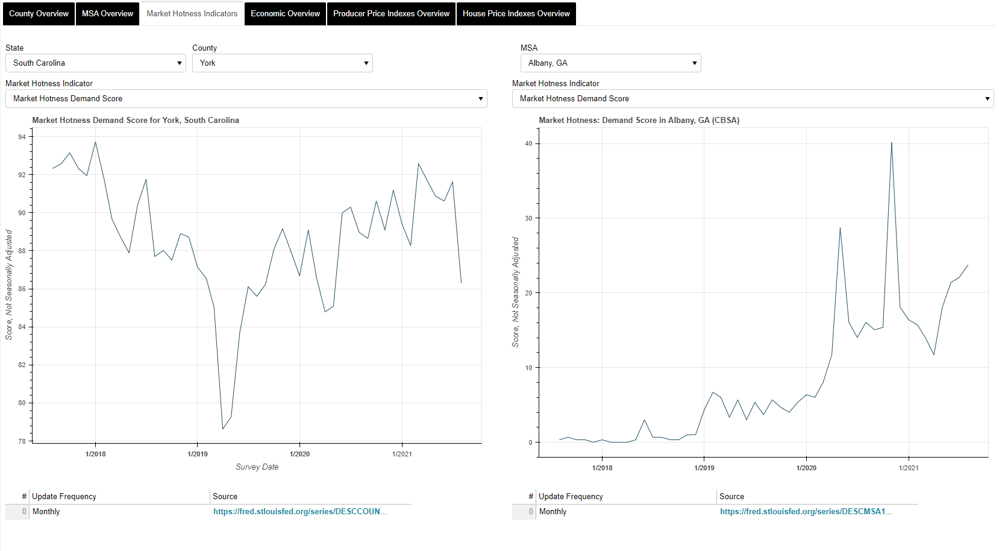 County Overview MSA Overview Market Hotness Indicators Economic Overview Producer Price Indexes Overview House Price Indexes Overview
State County
South Carolina York
Market Hotness Indicator
Market Hotness Demand Score
Market Hotness Demand Score for York, South Carolina
94
92
90
88
86
84
82
80
78
Score, Not Seasonally Adjusted
1/2018 1/2019 1/2020 1/2021
Survey Date
# Update Frequency Source
0 Monthly https://fred.stlouisfed.org/series/DESCCOUN...
MSA
Albany, GA
Market Hotness Indicator
Market Hotness Demand Score
Market Hotness: Demand Score in Albany, GA (CBSA)
40
30
20
10
0
Score, Not Seasonally Adjusted
1/2018 1/2019 1/2020 1/2021
# Update Frequency Source
0 Monthly https://fred.stlouisfed.org/series/DESCMSA1...